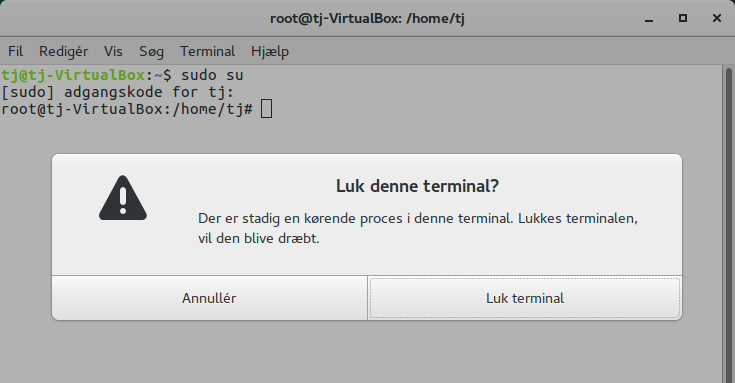 root@tj-VirtualBox: /home/tj
Fil Redigér Vis Søg Terminal Hjælp
tj@tj-VirtualBox:~$ sudo su
[sudo] adgangskode for tj:
root@tj-VirtualBox:/home/tj#
Luk denne terminal?
Der er stadig en kørende proces i denne terminal. Lukkes terminalen,
vil den blive dræbt.
Annullér Luk terminal